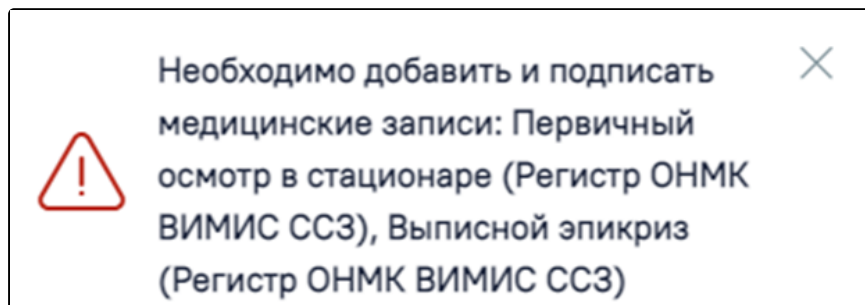 Необходимо добавить и подписать
медицинские записи: Первичный
осмотр в стационаре (Регистр ОНМК
ВИМИС ССЗ), Выписной эпикриз
(Регистр ОНМК ВИМИС ССЗ)